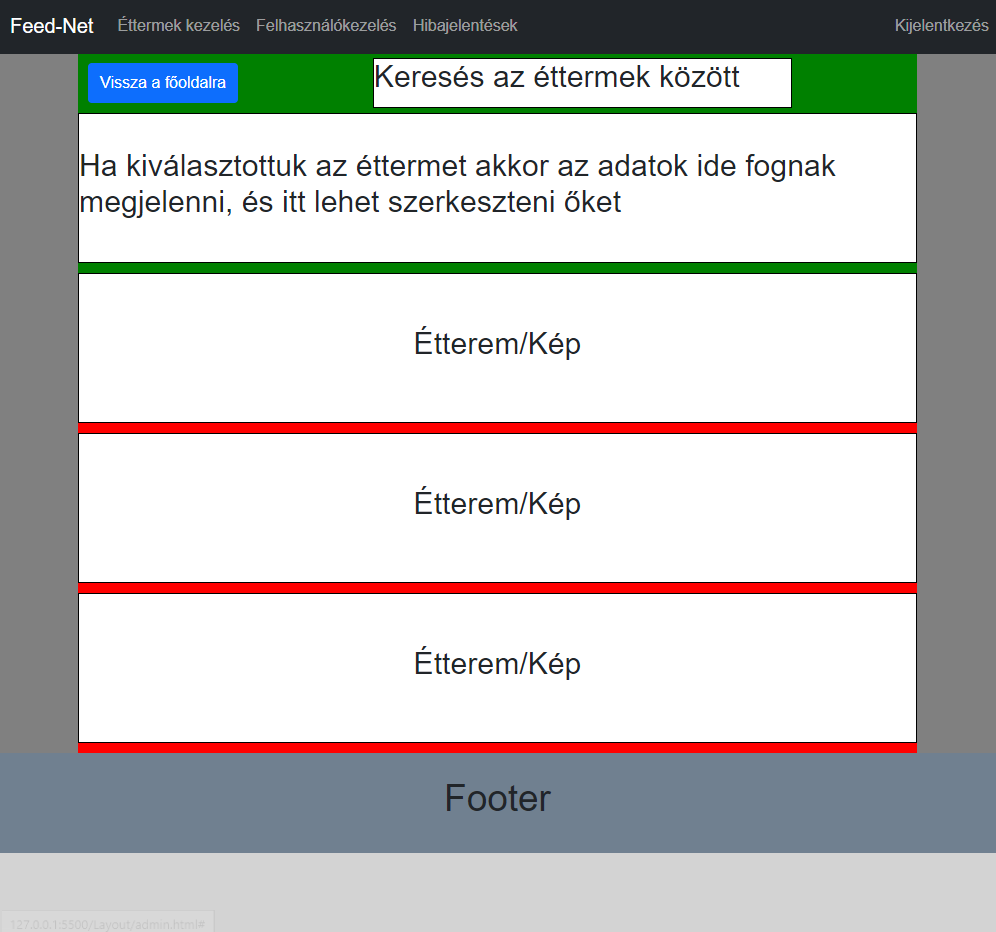 Feed-Net Éttermek kezelés Felhasználókezelés Hibajelentések Kijelentkezés
Vissza a főoldalra
Keresés az éttermek között
Ha kiválasztottuk az éttermet akkor az adatok ide fognak
megjelenni, és itt lehet szerkeszteni őket
Étterem/Kép
Étterem/Kép
Étterem/Kép
Footer
127.0.0.1:5500/Layout/admin.html#